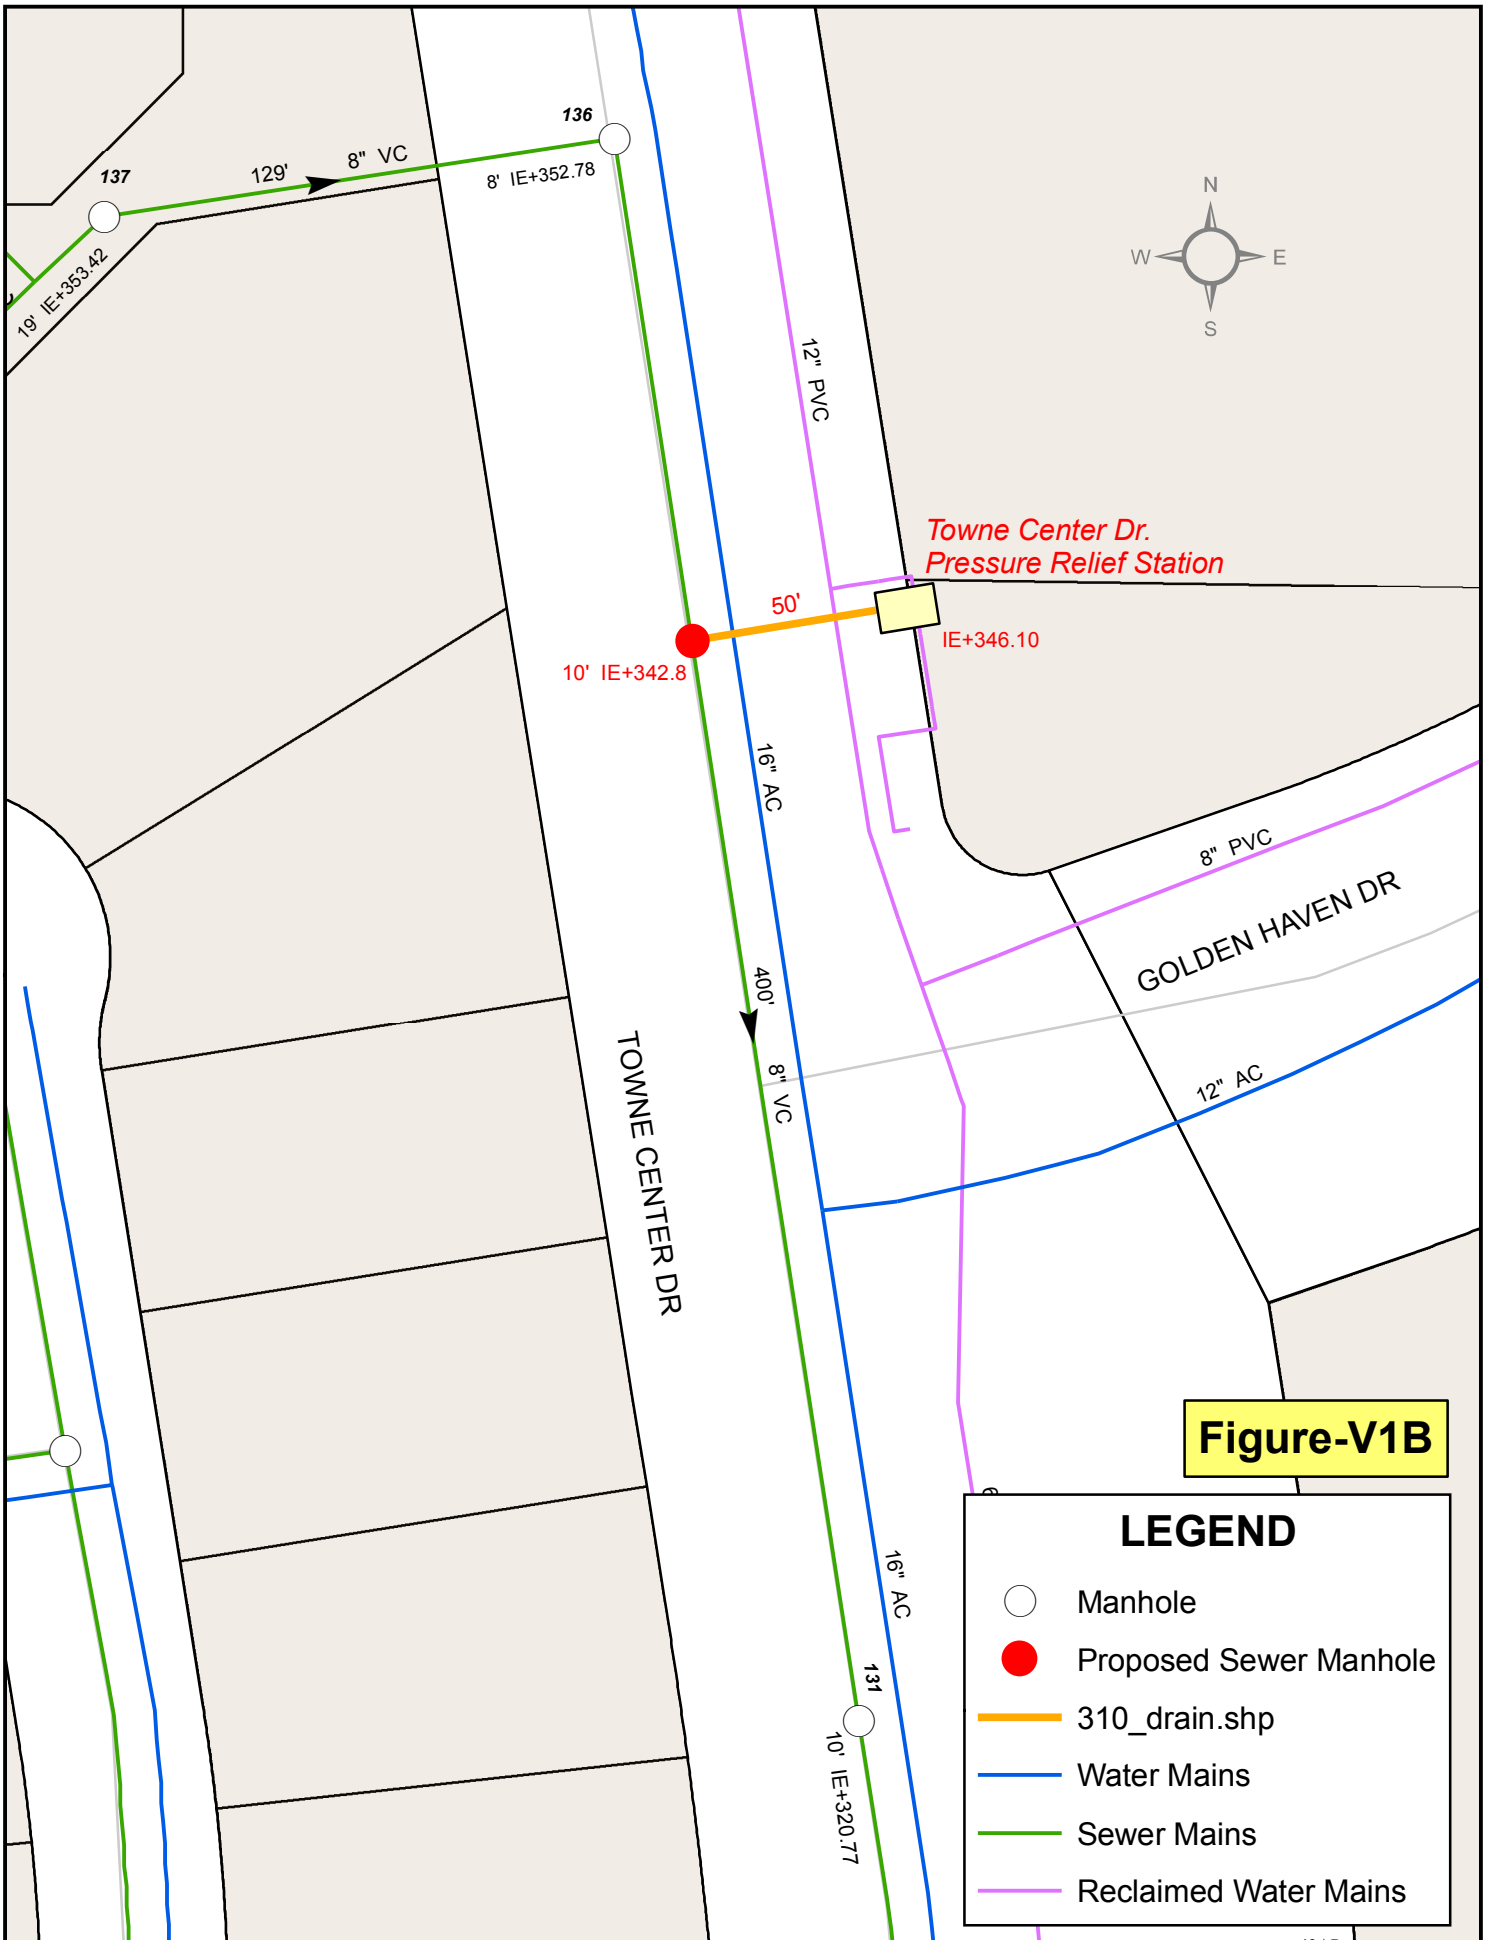 136
129'
8" VC
137
8' IE+352.78
19' IE+353.42
N
W
E
S
12" PVC
Towne Center Dr.
Pressure Relief Station
50'
IE+346.10
10' IE+342.8
16" AC
8" PVC
GOLDEN HAVEN DR
400'
8" VC
12" AC
TOWNE CENTER DR
Figure-V1B
16" AC
131
10' IE+320.77
LEGEND
Manhole
Proposed Sewer Manhole
310_drain.shp
Water Mains
Sewer Mains
Reclaimed Water Mains